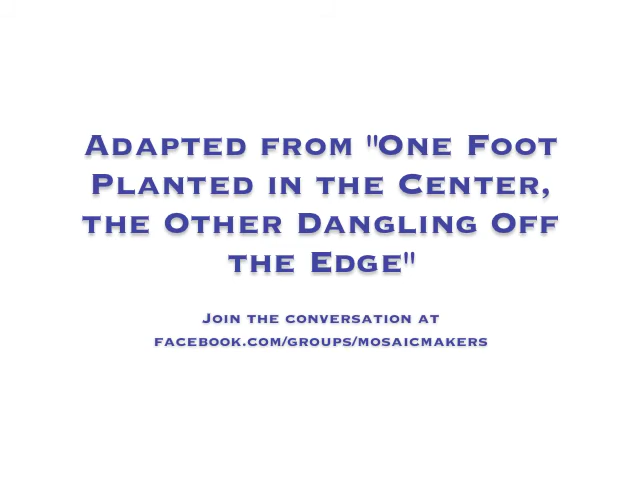 Adapted from "One Foot
Planted in the Center,
the Other Dangling Off
the Edge"
Join the conversation at
facebook.com/groups/mosaicmakers